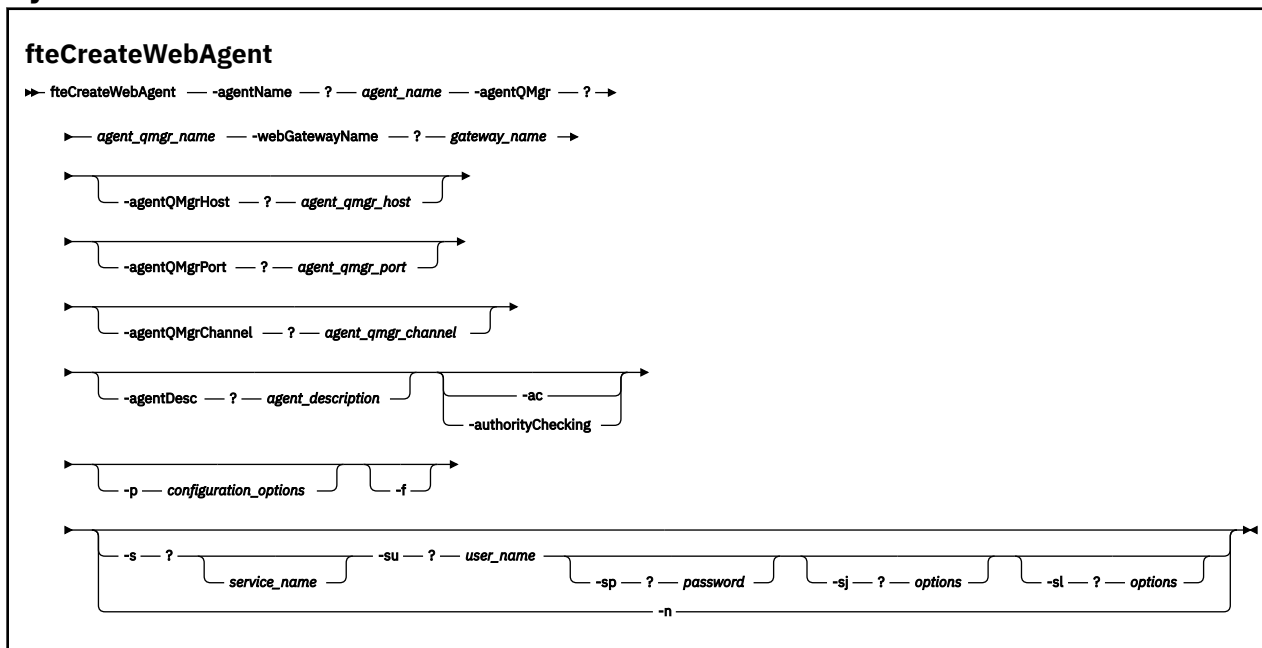 fteCreateWebAgent
fteCreateWebAgent -agentName ? agent_name -agentQMgr ?
agent_qmgr_name -webGatewayName ? gateway_name
-agentQMgrHost ? agent_qmgr_host
-agentQMgrPort ? agent_qmgr_port
-agentQMgrChannel ? agent_qmgr_channel
-agentDesc ? agent_description -ac
-authorityChecking
-p configuration_options -f
-s ? -su ? user_name
service_name -sp ? password -sj ? options -sl ? options
-n